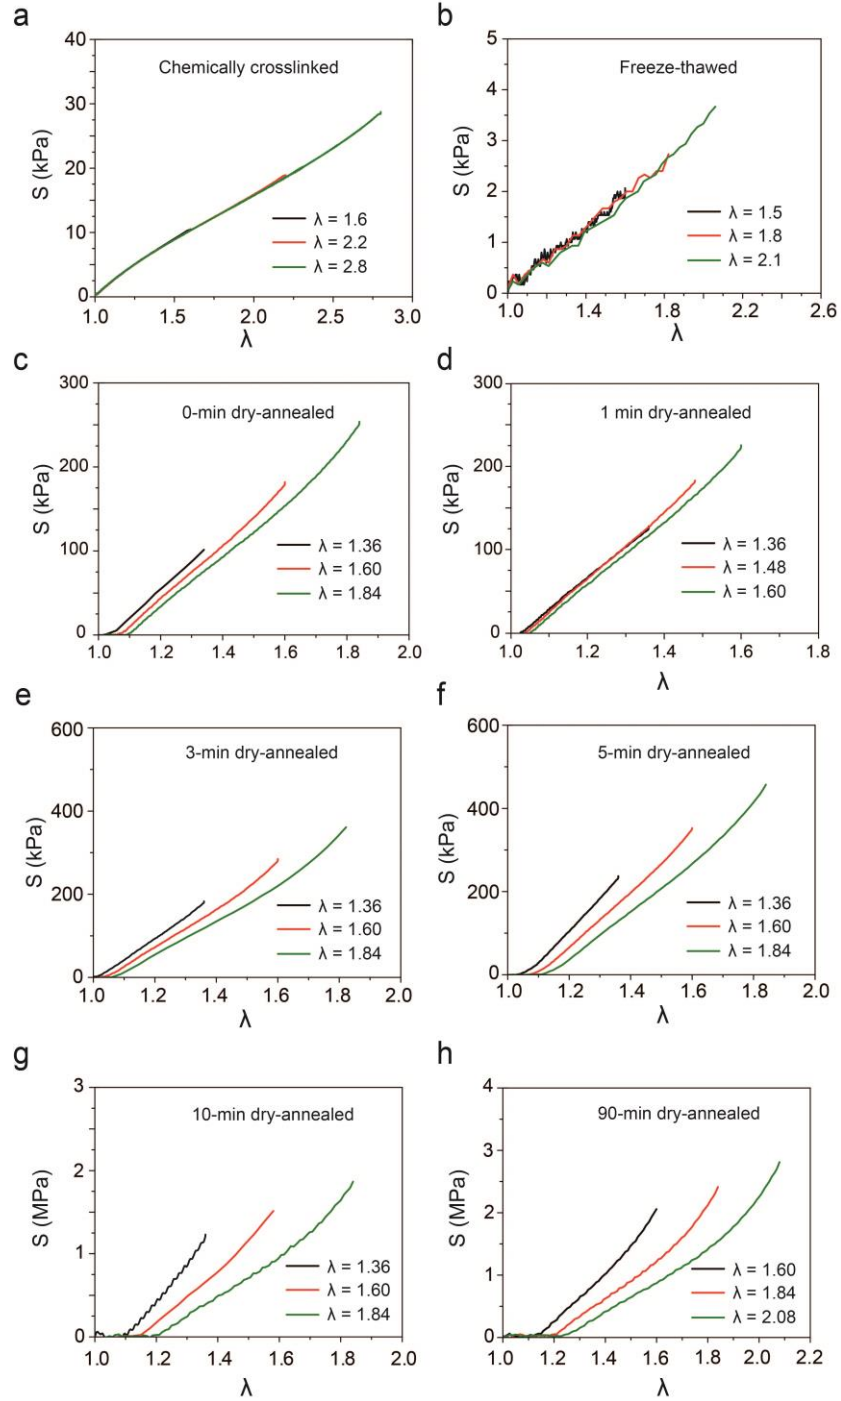 a
S (kPa)
40
30
20
10
0
Chemically crosslinked
λ = 1.6
λ = 2.2
λ = 2.8
1.0 1.5 2.0 2.5 3.0
λ
b
S (kPa)
5
4
3
2
1
0
Freeze-thawed
λ = 1.5
λ = 1.8
λ = 2.1
1.0 1.4 1.8 2.2 2.6
λ
c
S (kPa)
300
200
100
0
0-min dry-annealed
λ = 1.36
λ = 1.60
λ = 1.84
1.0 1.2 1.4 1.6 1.8 2.0
d
S (kPa)
300
200
100
0
1 min dry-annealed
λ = 1.36
λ = 1.48
λ = 1.60
1.0 1.2 1.4 1.6 1.8
λ
e
S (kPa)
600
400
200
0
3-min dry-annealed
λ = 1.36
λ = 1.60
λ = 1.84
1.0 1.2 1.4 1.6 1.8 2.0
λ
f
S (kPa)
600
400
200
0
5-min dry-annealed
λ = 1.36
λ = 1.60
λ = 1.84
1.0 1.2 1.4 1.6 1.8 2.0
λ
g
S (MPa)
3
2
1
0
10-min dry-annealed
λ = 1.36
λ = 1.60
λ = 1.84
1.0 1.2 1.4 1.6 1.8 2.0
λ
h
S (MPa)
4
3
2
1
0
90-min dry-annealed
λ = 1.60
λ = 1.84
λ = 2.08
1.0 1.2 1.4 1.6 1.8 2.0 2.2
λ